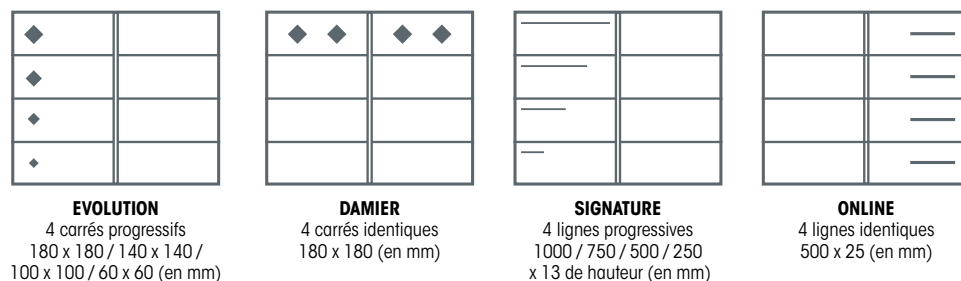 EVOLUTION
4 carrés progressifs
180 x 180 / 140 x 140 /
100 x 100 / 60 x 60 (en mm)
DAMIER
4 carrés identiques
180 x 180 (en mm)
SIGNATURE
4 lignes progressives
1000 / 750 / 500 / 250
x 13 de hauteur (en mm)
ONLINE
4 lignes identiques
500 x 25 (en mm)